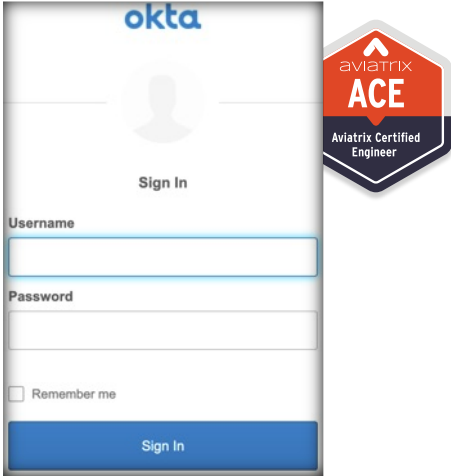 okta
Sign In
Username
Password
Remember me
Sign In
aviatrix
ACE
Aviatrix Certified
Engineer